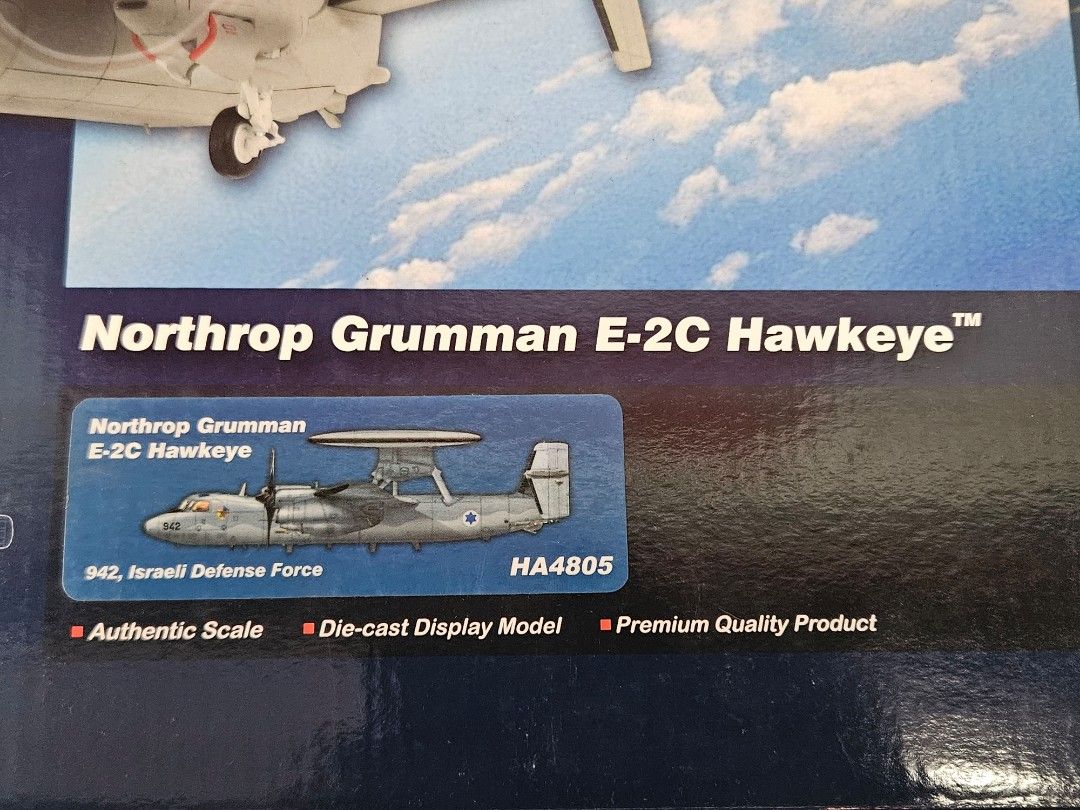 Northrop Grumman E-2C Hawkeye™
Northrop Grumman
E-2C Hawkeye
942
942, Israeli Defense Force
HA4805
Authentic Scale
Die-cast Display Model
Premium Quality Product